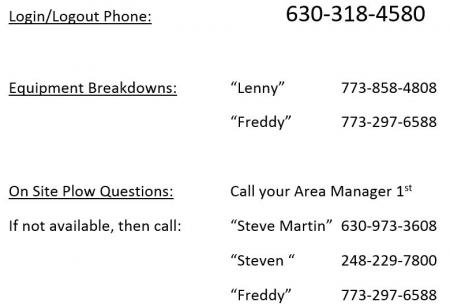 Login/Logout Phone: 630-318-4580
Equipment Breakdowns: “Lenny” 773-858-4808
“Freddy” 773-297-6588
On Site Plow Questions: Call your Area Manager 1st
If not available, then call: “Steve Martin” 630-973-3608
“Steven “ 248-229-7800
“Freddy” 773-297-6588